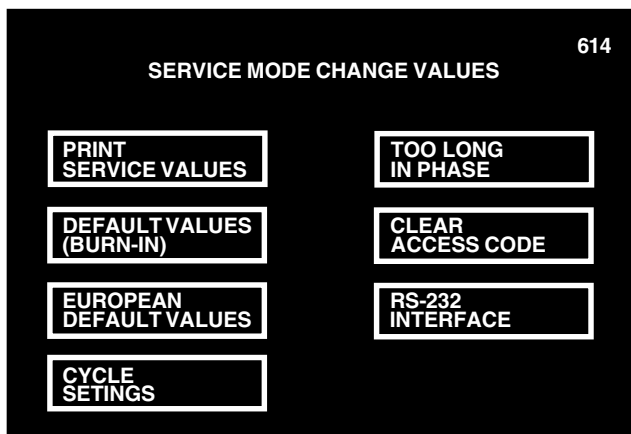 614
SERVICE MODE CHANGE VALUES
PRINT
SERVICE VALUES
DEFAULT VALUES
(BURN-IN)
EUROPEAN
DEFAULT VALUES
CYCLE
SETINGS
TOO LONG
IN PHASE
CLEAR
ACCESS CODE
RS-232
INTERFACE